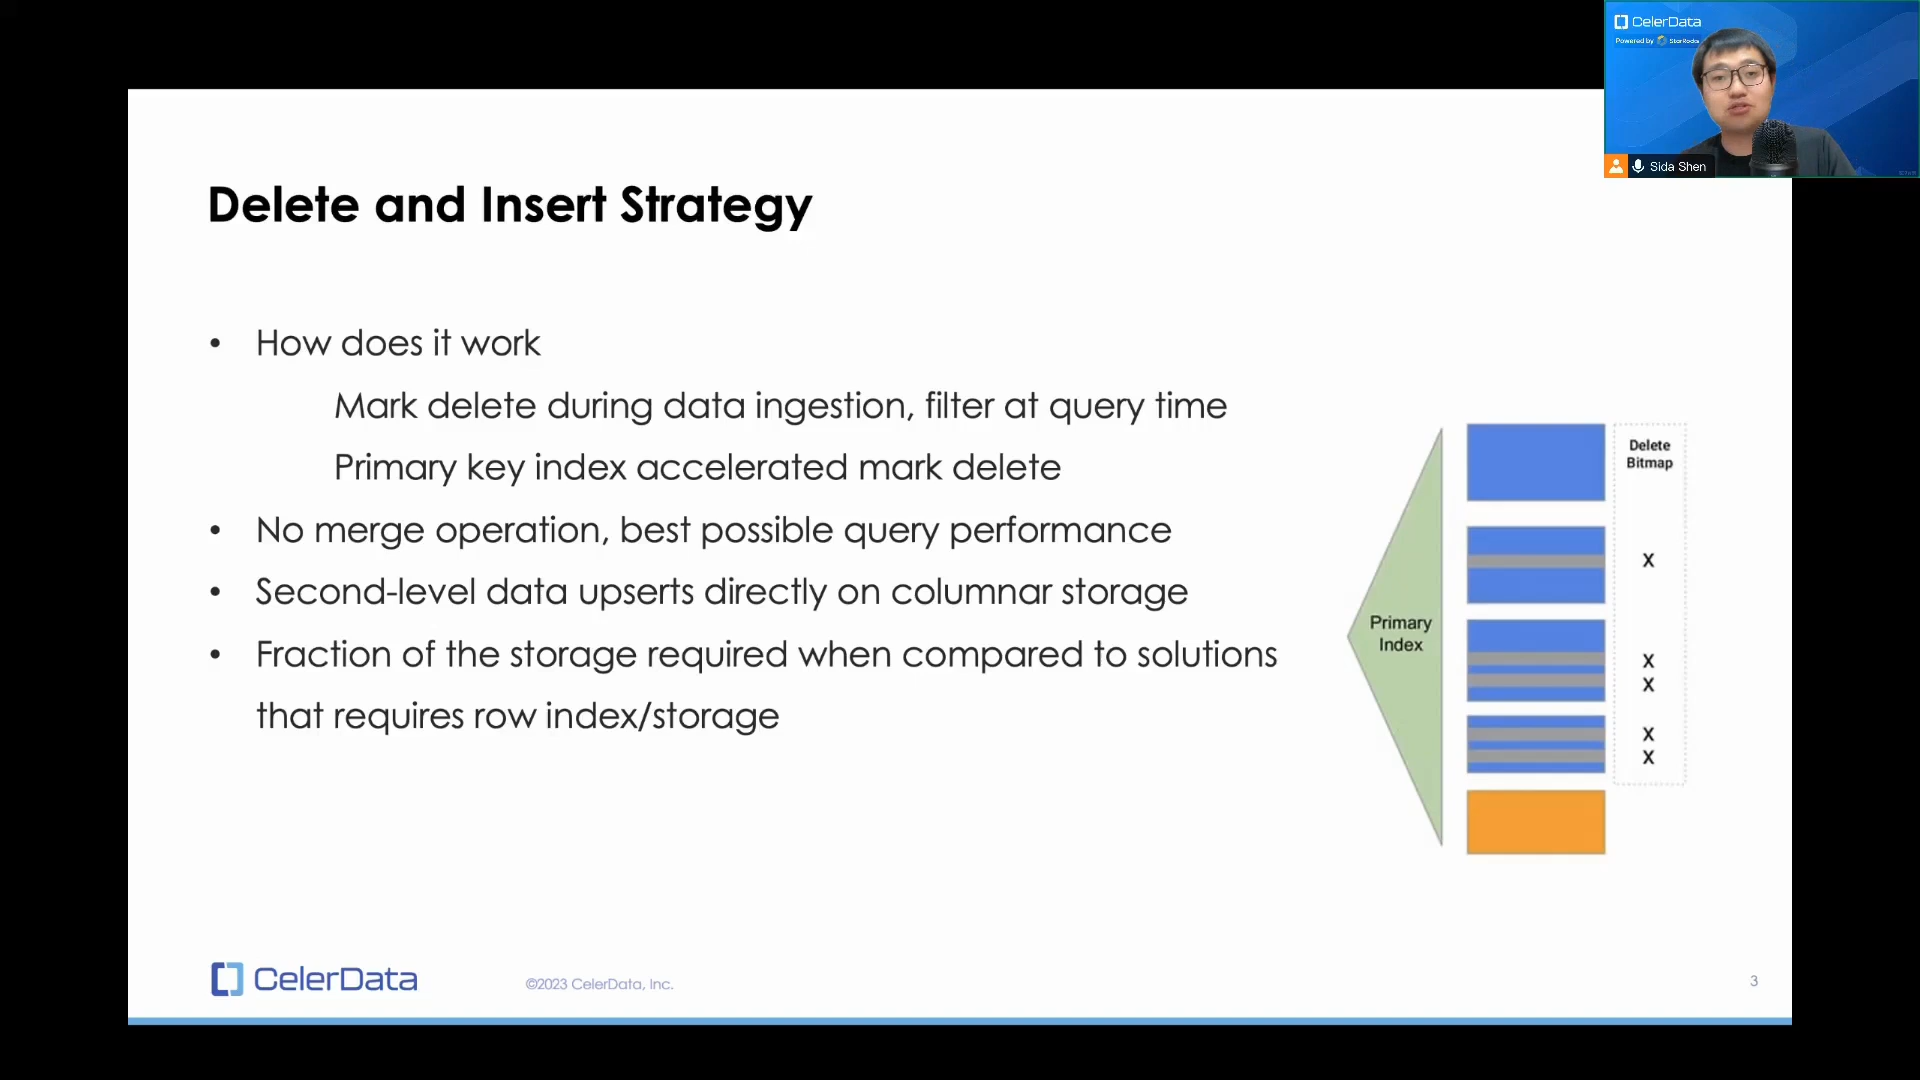 CelerData
Powered by StarRocks
Sida Shen
Delete and Insert Strategy
• How does it work
Mark delete during data ingestion, filter at query time
Primary key index accelerated mark delete
• No merge operation, best possible query performance
• Second-level data upserts directly on columnar storage
• Fraction of the storage required when compared to solutions
that requires row index/storage
Primary
Index
Delete
Bitmap
X
X
X
X
X
CelerData
©2023 CelerData, Inc.
3